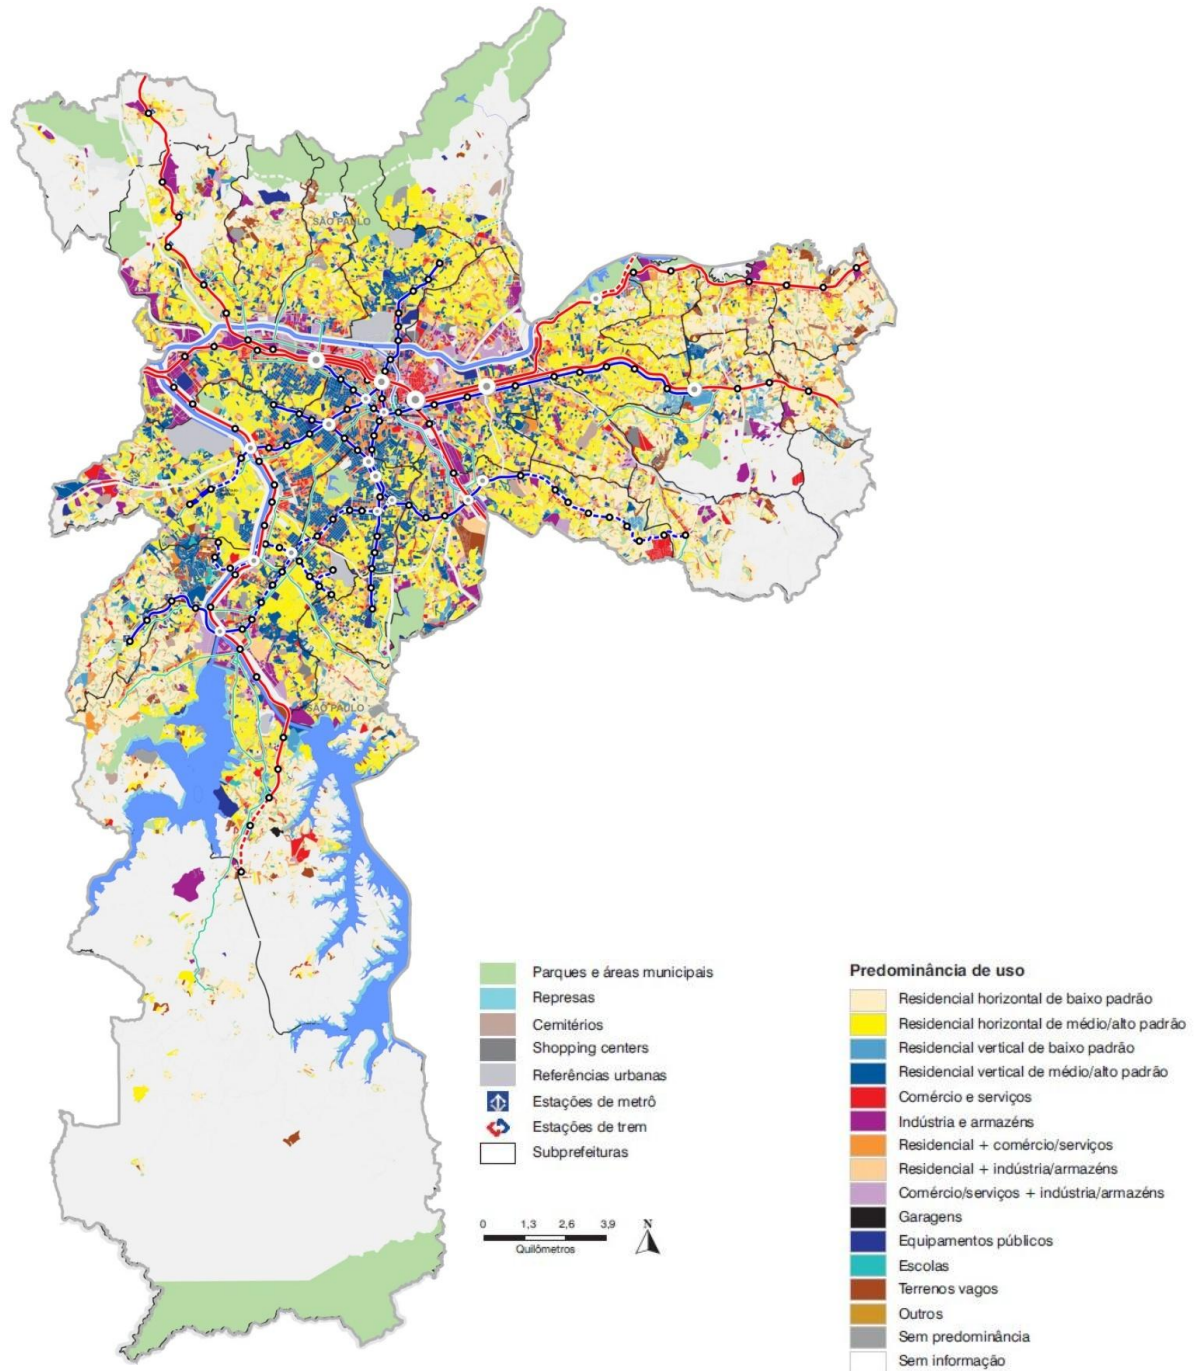 SÃO PAULO
SÃO PAULO
Parques e áreas municipais
Represas
Cemitérios
Shopping centers
Referências urbanas
Estações de metrô
Estações de trem
Subprefeituras
0 1,3 2,6 3,9
Quilômetros
N
Predominância de uso
Residencial horizontal de baixo padrão
Residencial horizontal de médio/alto padrão
Residencial vertical de baixo padrão
Residencial vertical de médio/alto padrão
Comércio e serviços
Indústria e armazéns
Residencial + comércio/serviços
Residencial + indústria/armazéns
Comércio/serviços + indústria/armazéns
Garagens
Equipamentos públicos
Escolas
Terrenos vagos
Outros
Sem predominância
Sem informação